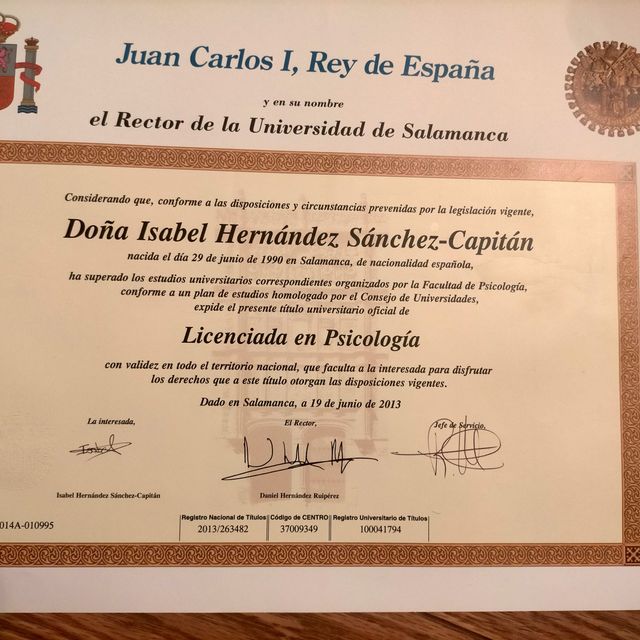 Juan Carlos I, Rey de España
y en su nombre
el Rector de la Universidad de Salamanca
Considerando que, conforme a las disposiciones y circunstancias prevenidas por la legislación vigente,
Doña Isabel Hernández Sánchez-Capitán
nacida el día 29 de junio de 1990 en Salamanca, de nacionalidad española,
ha superado los estudios universitarios correspondientes organizados por la Facultad de Psicología,
conforme a un plan de estudios homologado por el Consejo de Universidades,
expide el presente título universitario oficial de
Licenciada en Psicología
con validez en todo el territorio nacional, que faculta a la interesada para disfrutar
los derechos que a este título otorgan las disposiciones vigentes.
Dado en Salamanca, a 19 de junio de 2013
La interesada, El Rector, Jefe de Servicio,
Isabel Hernández Sánchez-Capitán Daniel Hernández Ruipérez
Registro Nacional de Títulos Código de CENTRO Registro Universitario de Títulos
014A-010995 2013/263482 37009349 100041794